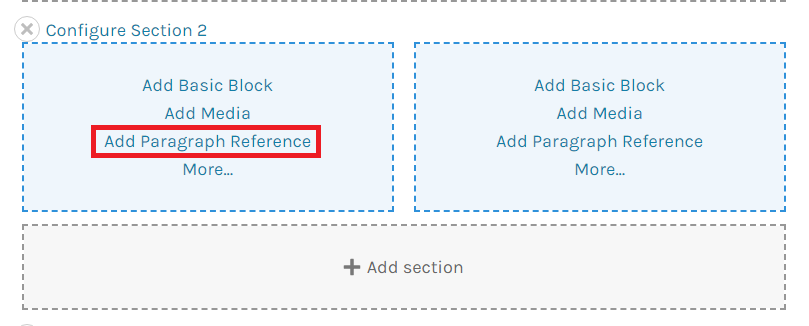 Configure Section 2
Add Basic Block
Add Media
Add Paragraph Reference
More...
Add Basic Block
Add Media
Add Paragraph Reference
More...
Add section